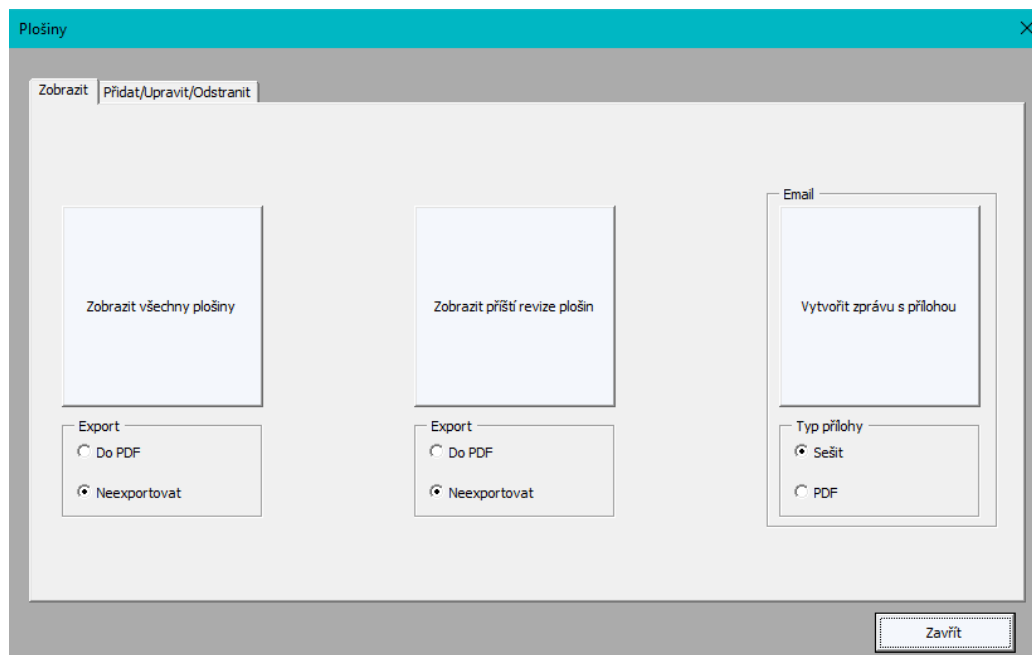 Plošiny
Zobrazit
Přidat/Upravit/Odstranit
Zobrazit všechny plošiny
Export
Do PDF
Neexportovat
Zobrazit příští revize plošin
Export
Do PDF
Neexportovat
Email
Vytvořit zprávu s přílohou
Typ přílohy
Sešit
PDF
Zavřít